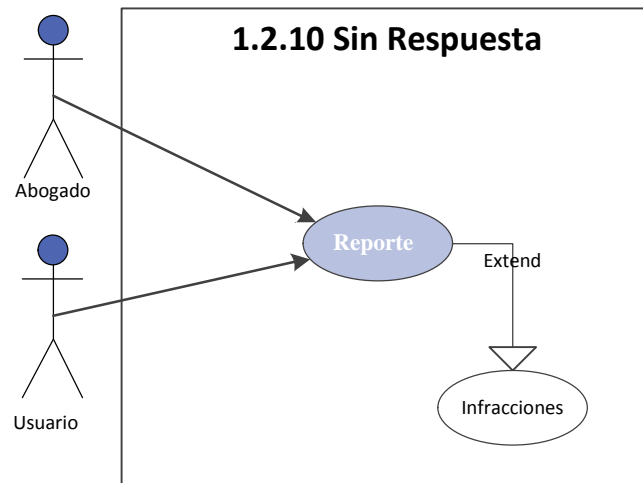 1.2.10 Sin Respuesta
Abogado
Reporte
Extend
Infracciones
Usuario